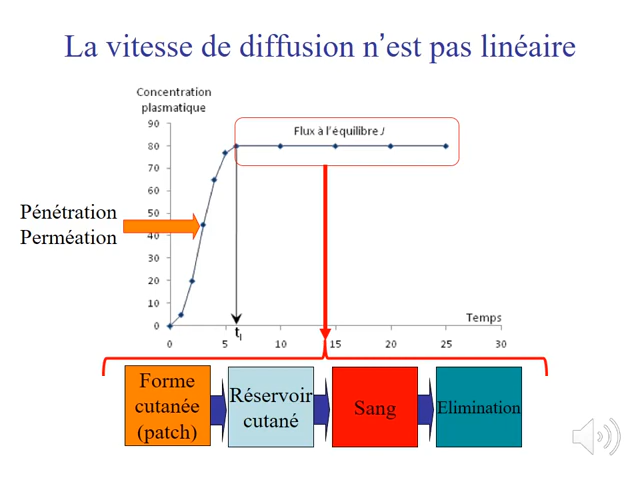 La vitesse de diffusion n’est pas linéaire
Concentration
plasmatique
90
80
70
60
50
40
30
20
10
0
Flux à l’équilibre J
Pénétration
Perméation
Temps
0 5 10 15 20 25 30
tl
Forme
cutanée
(patch)
Réservoir
cutané
Sang
Elimination